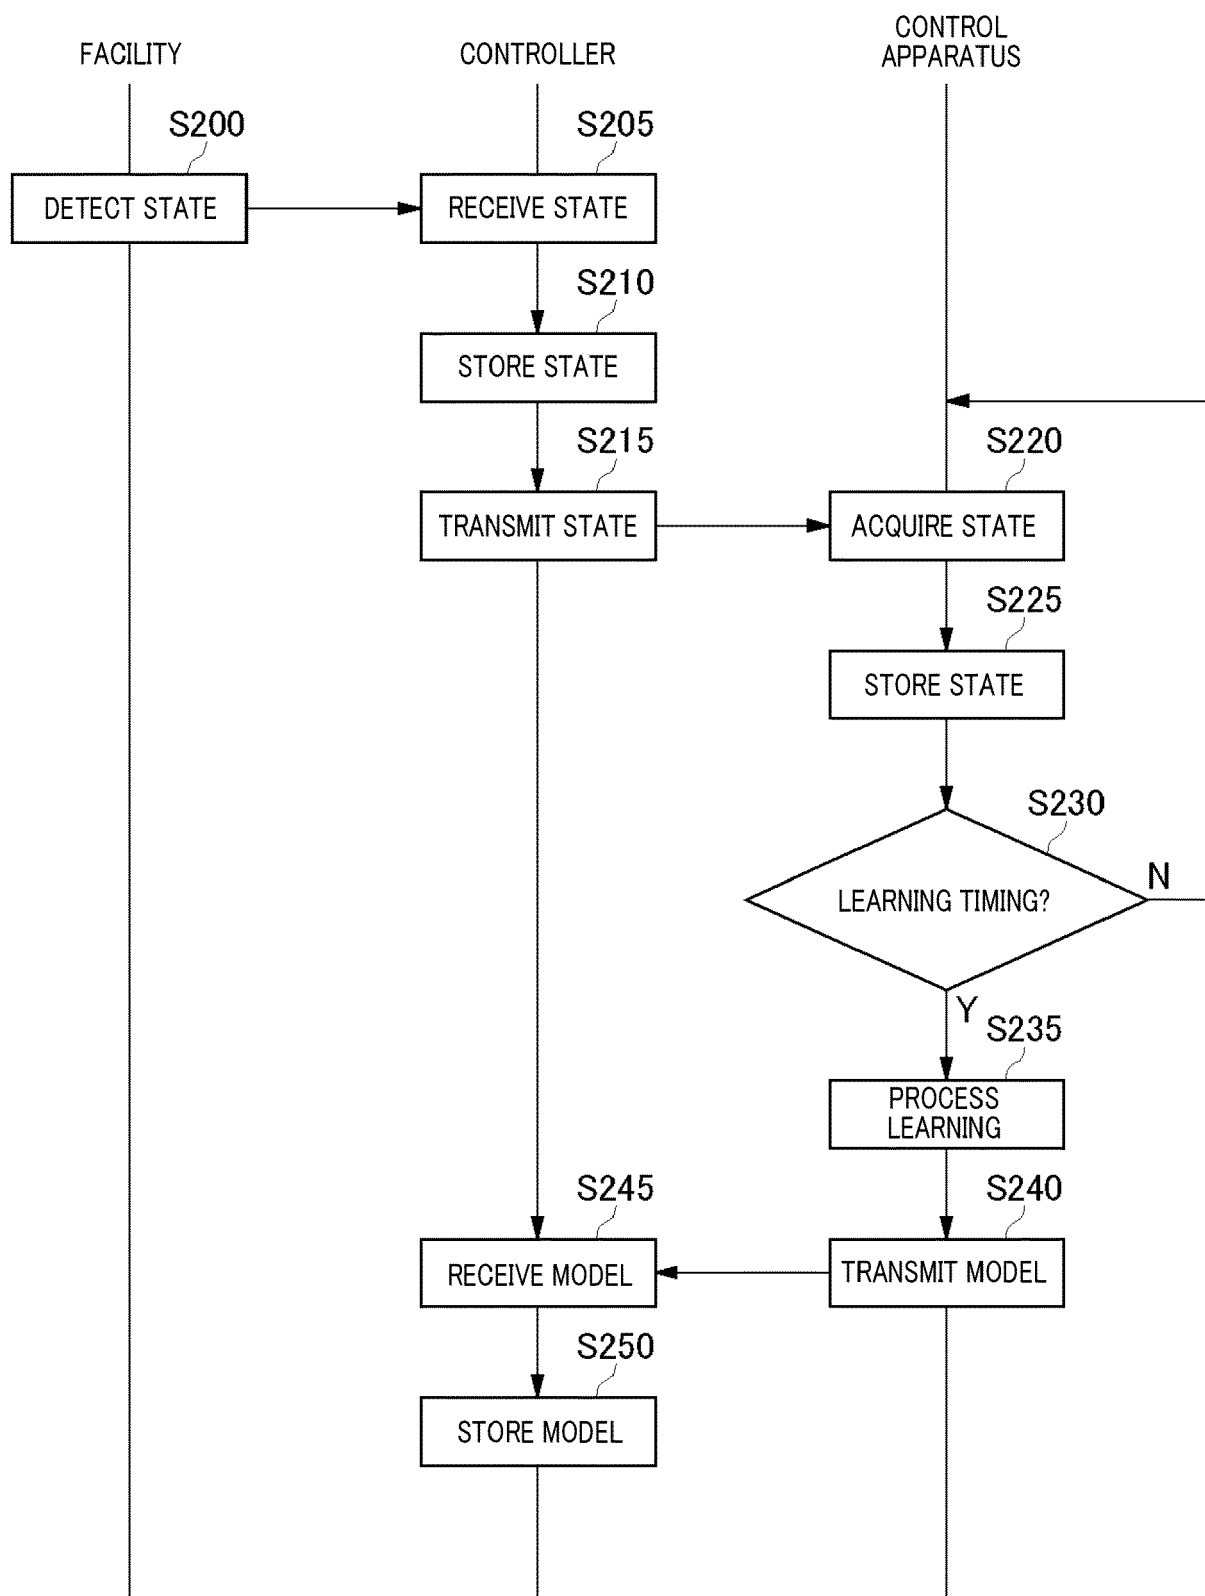 FACILITY
CONTROLLER
CONTROL
APPARATUS
S200
S205
DETECT STATE
RECEIVE STATE
S210
STORE STATE
S215
S220
TRANSMIT STATE
ACQUIRE STATE
S225
STORE STATE
S230
LEARNING TIMING?
N
Y
S235
PROCESS
LEARNING
S245
S240
RECEIVE MODEL
TRANSMIT MODEL
S250
STORE MODEL